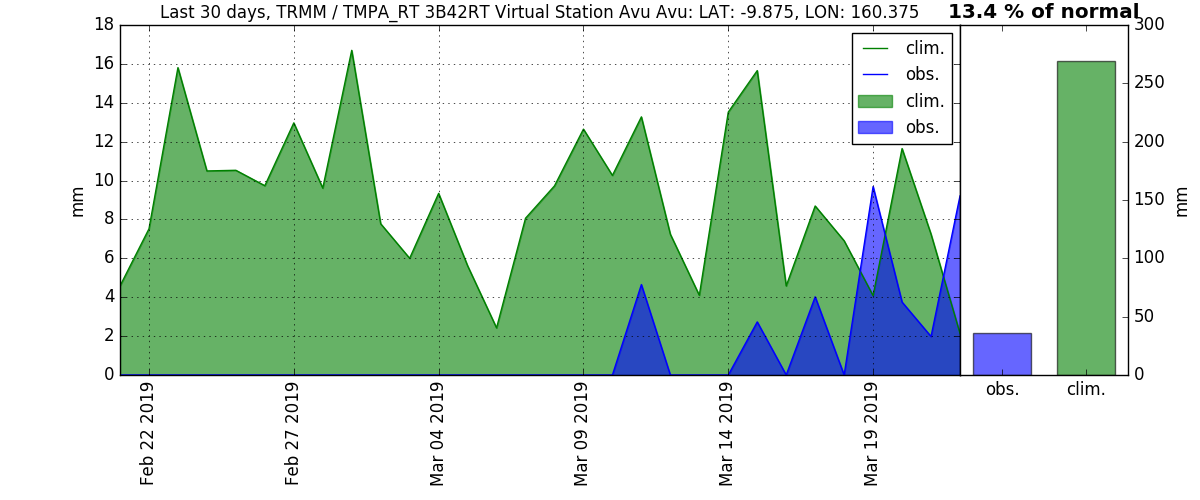 Last 30 days, TRMM / TMPA_RT 3B42RT Virtual Station Avu Avu: LAT: -9.875, LON: 160.375
13.4 % of normal
18
16
14
12
10
8
6
4
2
0
mm
clim.
obs.
clim.
obs.
Feb 22 2019
Feb 27 2019
Mar 04 2019
Mar 09 2019
Mar 14 2019
Mar 19 2019
300
250
200
150
100
50
0
mm
obs.
clim.